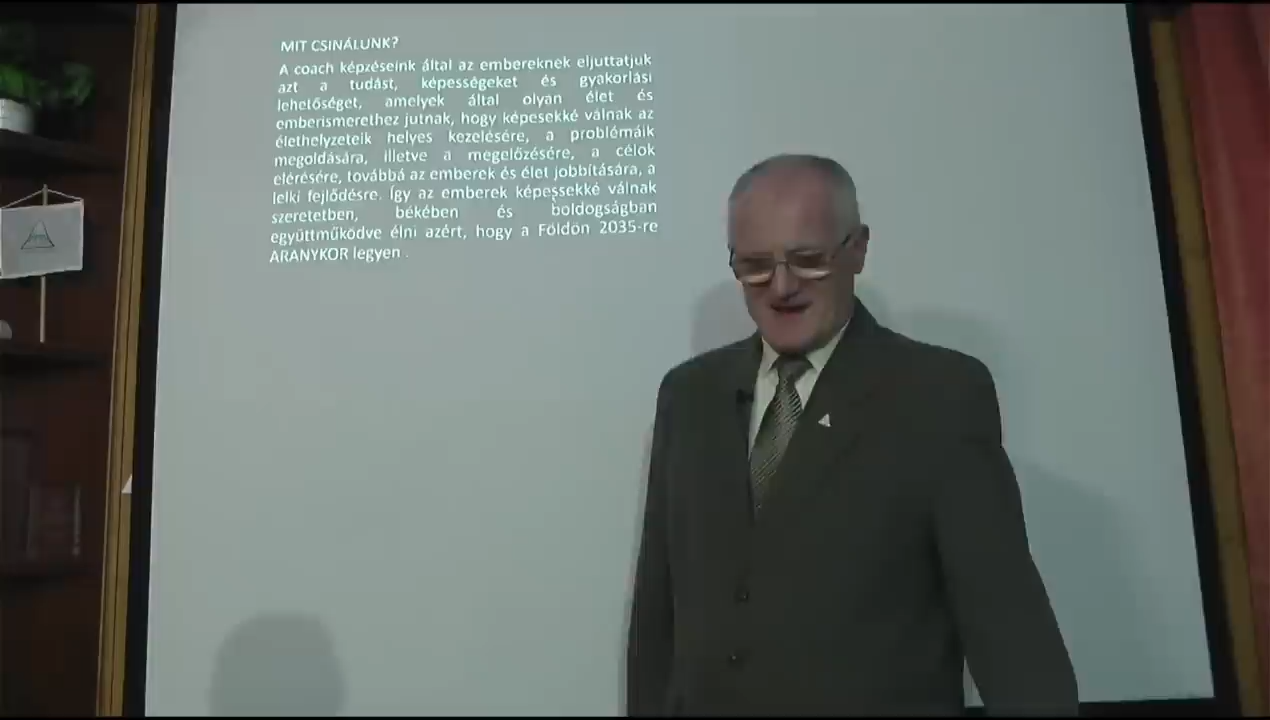 MIT CSINÁLUNK?
A coach képzéseink által az embereknek eljuttatjuk
azt a tudást, képességeket és gyakorlási
lehetőséget, amelyek által olyan élet és
emberismerethez jutnak, hogy képesekké válnak az
élethelyzeteik helyes kezelésére, a problémáik
megoldására, illetve a megelőzésére, a célok
elérésére, továbbá az emberek és élet jobbítására, a
lelki fejlődésre. Így az emberek képessekké válnak
szeretetben, békében és boldogságban
együttműködve élni azért, hogy a Földön 2035-re
ARANYKOR legyen .